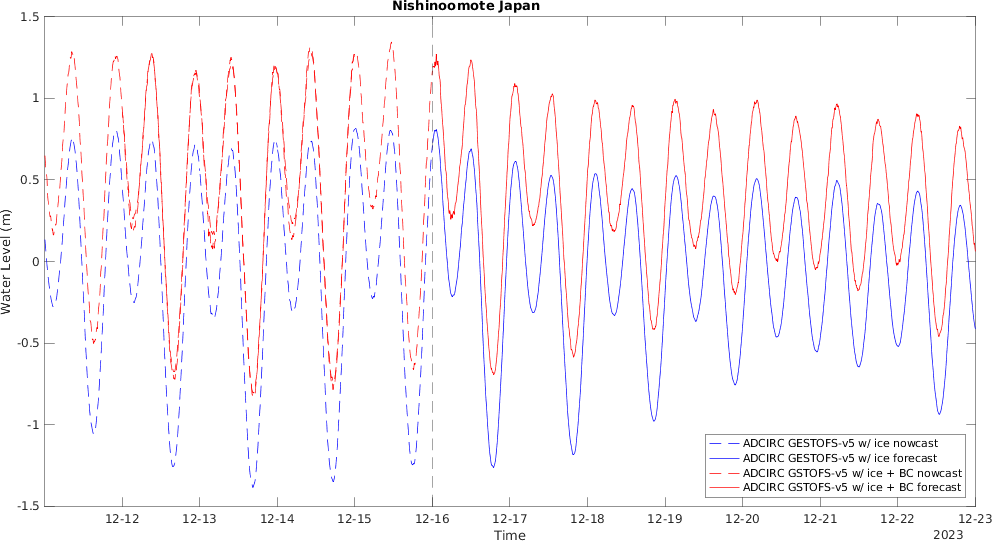 Nishinoomote Japan
1.5
1
0.5
0
-0.5
-1
-1.5
Water Level (m)
12-12 12-13 12-14 12-15 12-16 12-17 12-18 12-19 12-20 12-21 12-22 12-23
Time
2023
ADCIRC GESTOFS-v5 w/ ice nowcast
ADCIRC GESTOFS-v5 w/ ice forecast
ADCIRC GSTOFS-v5 w/ ice + BC nowcast
ADCIRC GSTOFS-v5 w/ ice + BC forecast